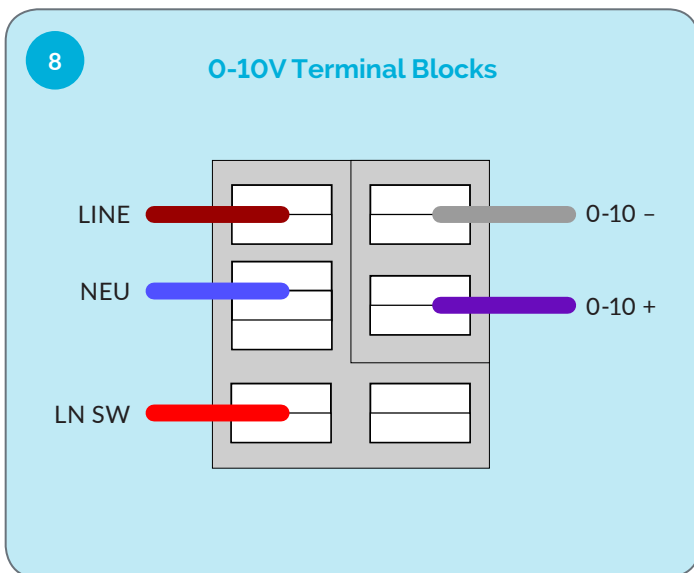 8
0-10V Terminal Blocks
LINE
0-10 –
NEU
0-10 +
LN SW